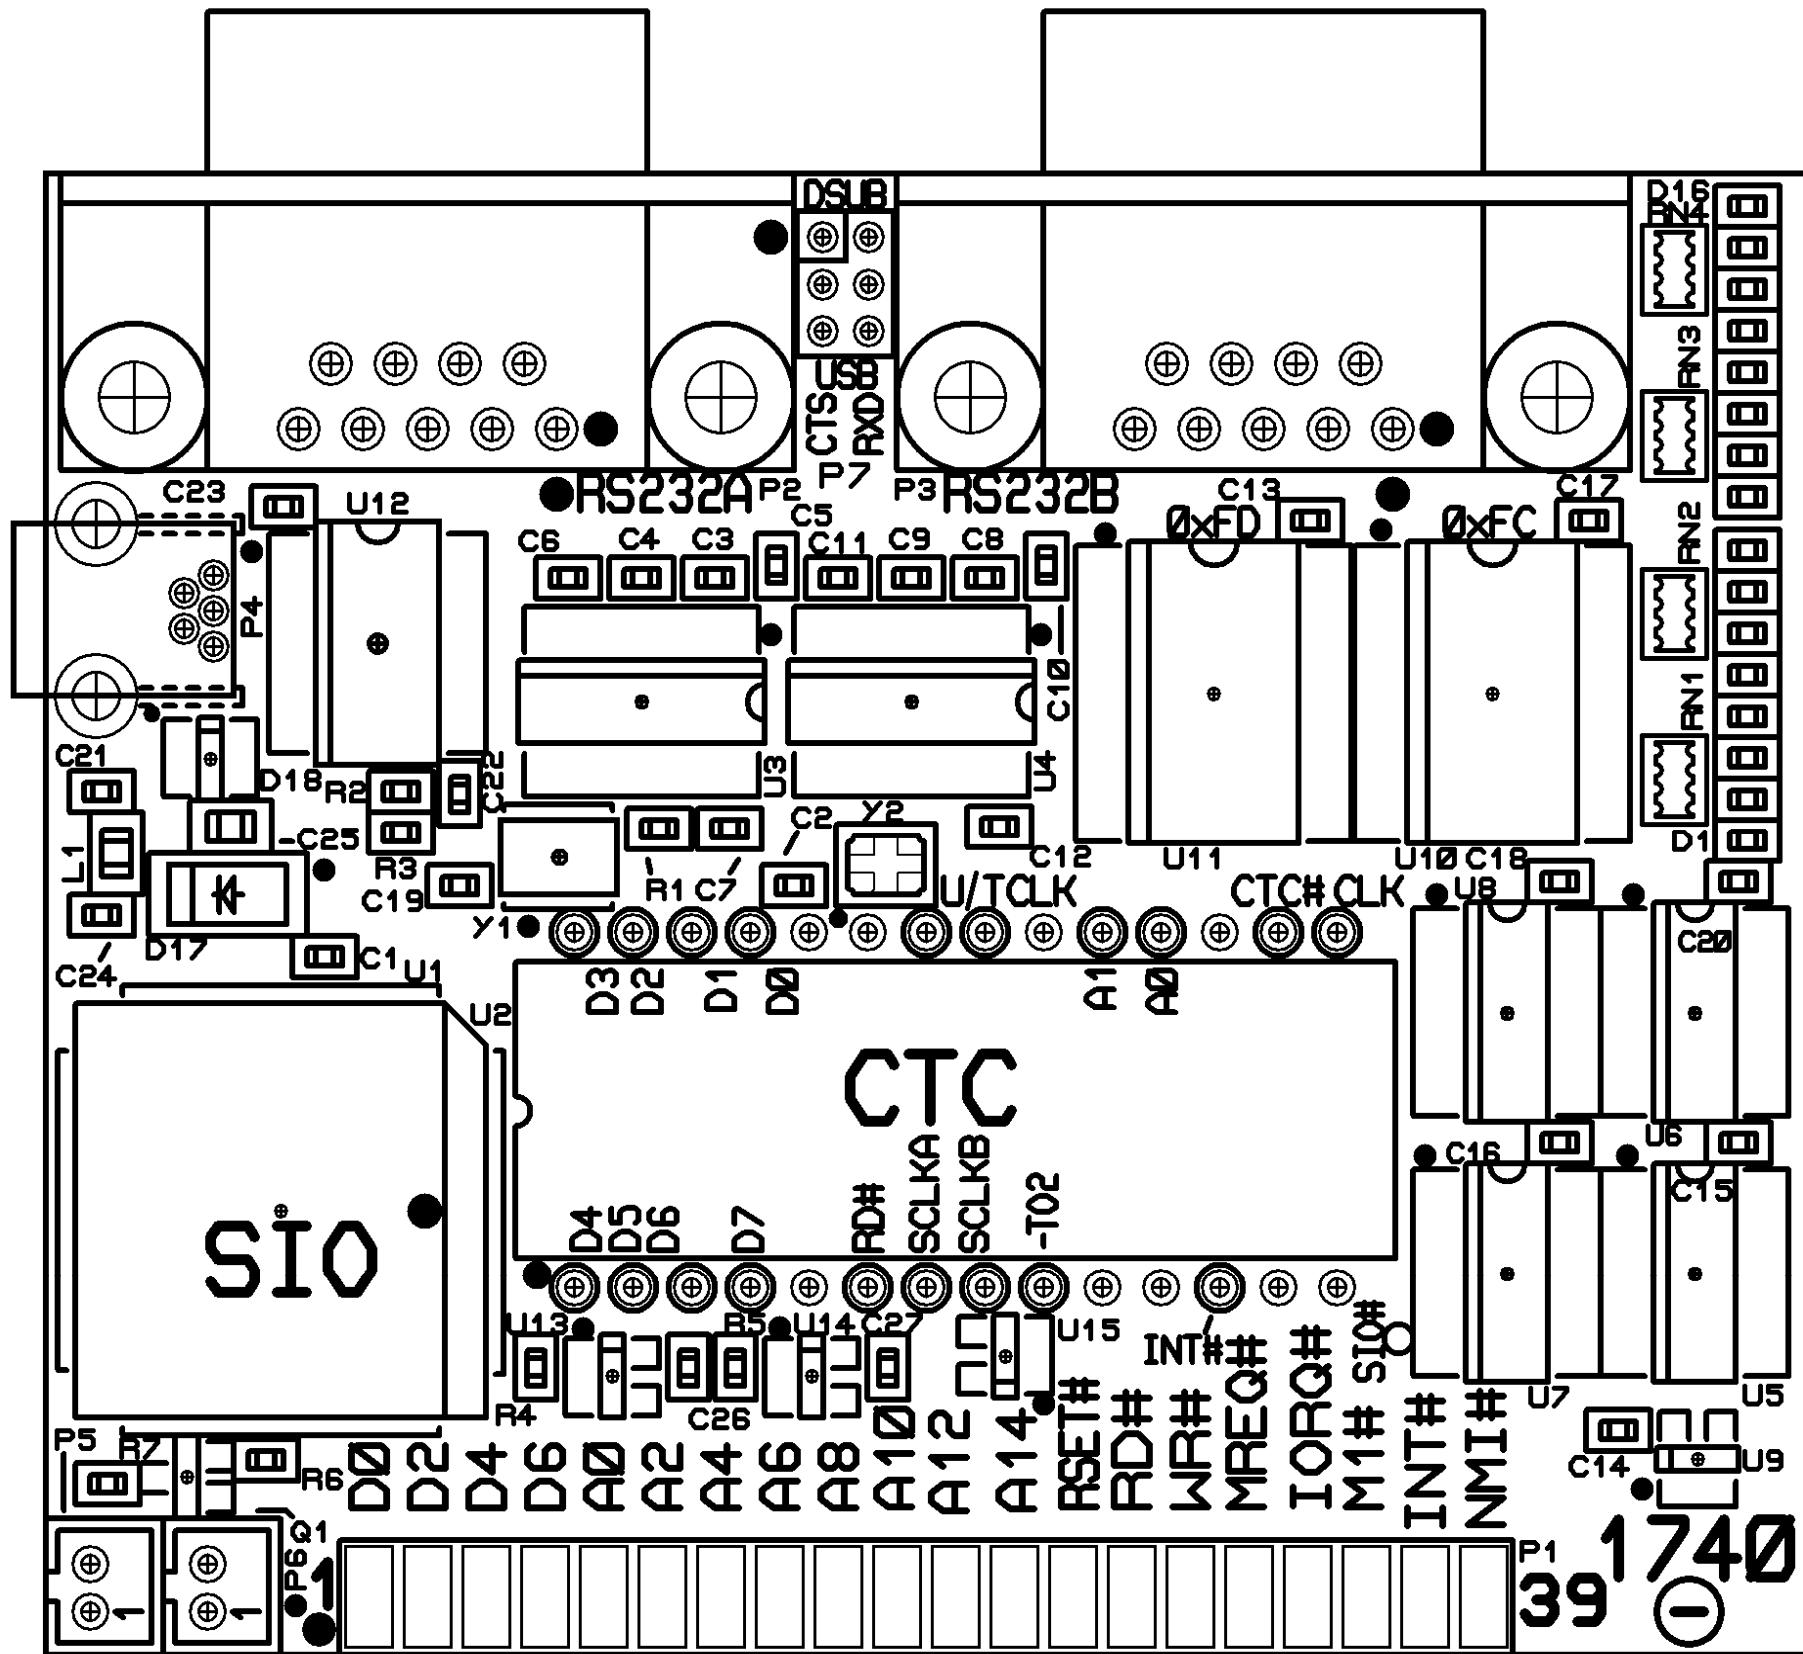 DSUB
D16
RN4
RN3
USB
CTS
RXD
P7
C23
U12
RS232A
P2
P3
RS232B
C13
C17
C5
0xFD
0xFC
RN2
C6
C4
C3
C11
C9
C8
P4
C10
RN1
C21
D18
R2
C22
U3
U4
C2
Y2
-C25
L1
R3
R1
C7
C12
U11
U10
C18
D1
C19
U/TCLK
CTC#
CLK
U8
Y1
D17
C1
C20
C24
U1
D3
D2
D1
D0
A1
A0
U2
CTC
SCLKA
SCLKB
C16
U6
RD#
-TO2
C15
D4
D5
D6
D7
SIO
U13
R5
U14
C27
U15
INT#
SIO#
R4
C26
U7
U5
P5
R7
R6
D0
D2
D4
D6
A0
A2
A4
A6
A8
A10
A12
A14
RSET#
RD#
WR#
MREQ#
IORQ#
M1#
INT#
NMI#
C14
U9
Q1
P6
1
1
1
P1
39
1740